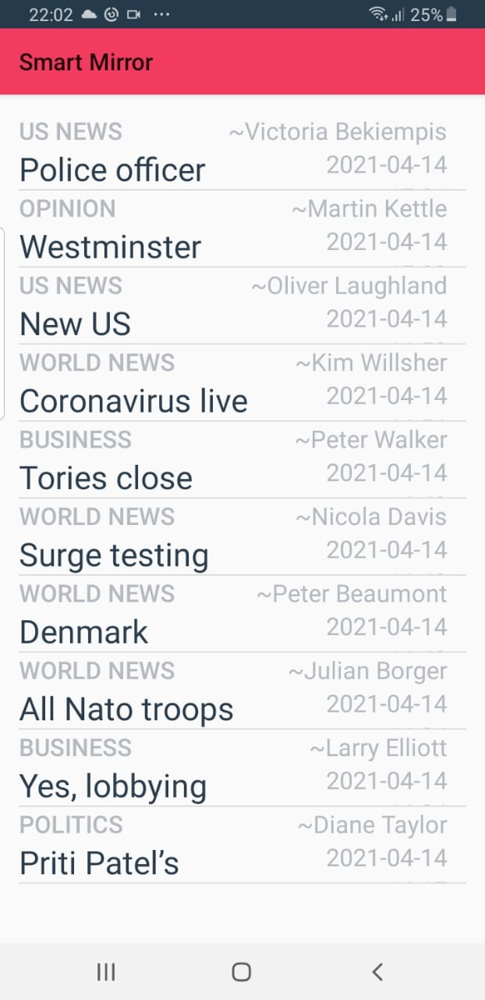 22:02 25%
Smart Mirror
US NEWS ~Victoria Bekiempis
Police officer 2021-04-14
OPINION ~Martin Kettle
Westminster 2021-04-14
US NEWS ~Oliver Laughland
New US 2021-04-14
WORLD NEWS ~Kim Willsher
Coronavirus live 2021-04-14
BUSINESS ~Peter Walker
Tories close 2021-04-14
WORLD NEWS ~Nicola Davis
Surge testing 2021-04-14
WORLD NEWS ~Peter Beaumont
Denmark 2021-04-14
WORLD NEWS ~Julian Borger
All Nato troops 2021-04-14
BUSINESS ~Larry Elliott
Yes, lobbying 2021-04-14
POLITICS ~Diane Taylor
Priti Patel’s 2021-04-14